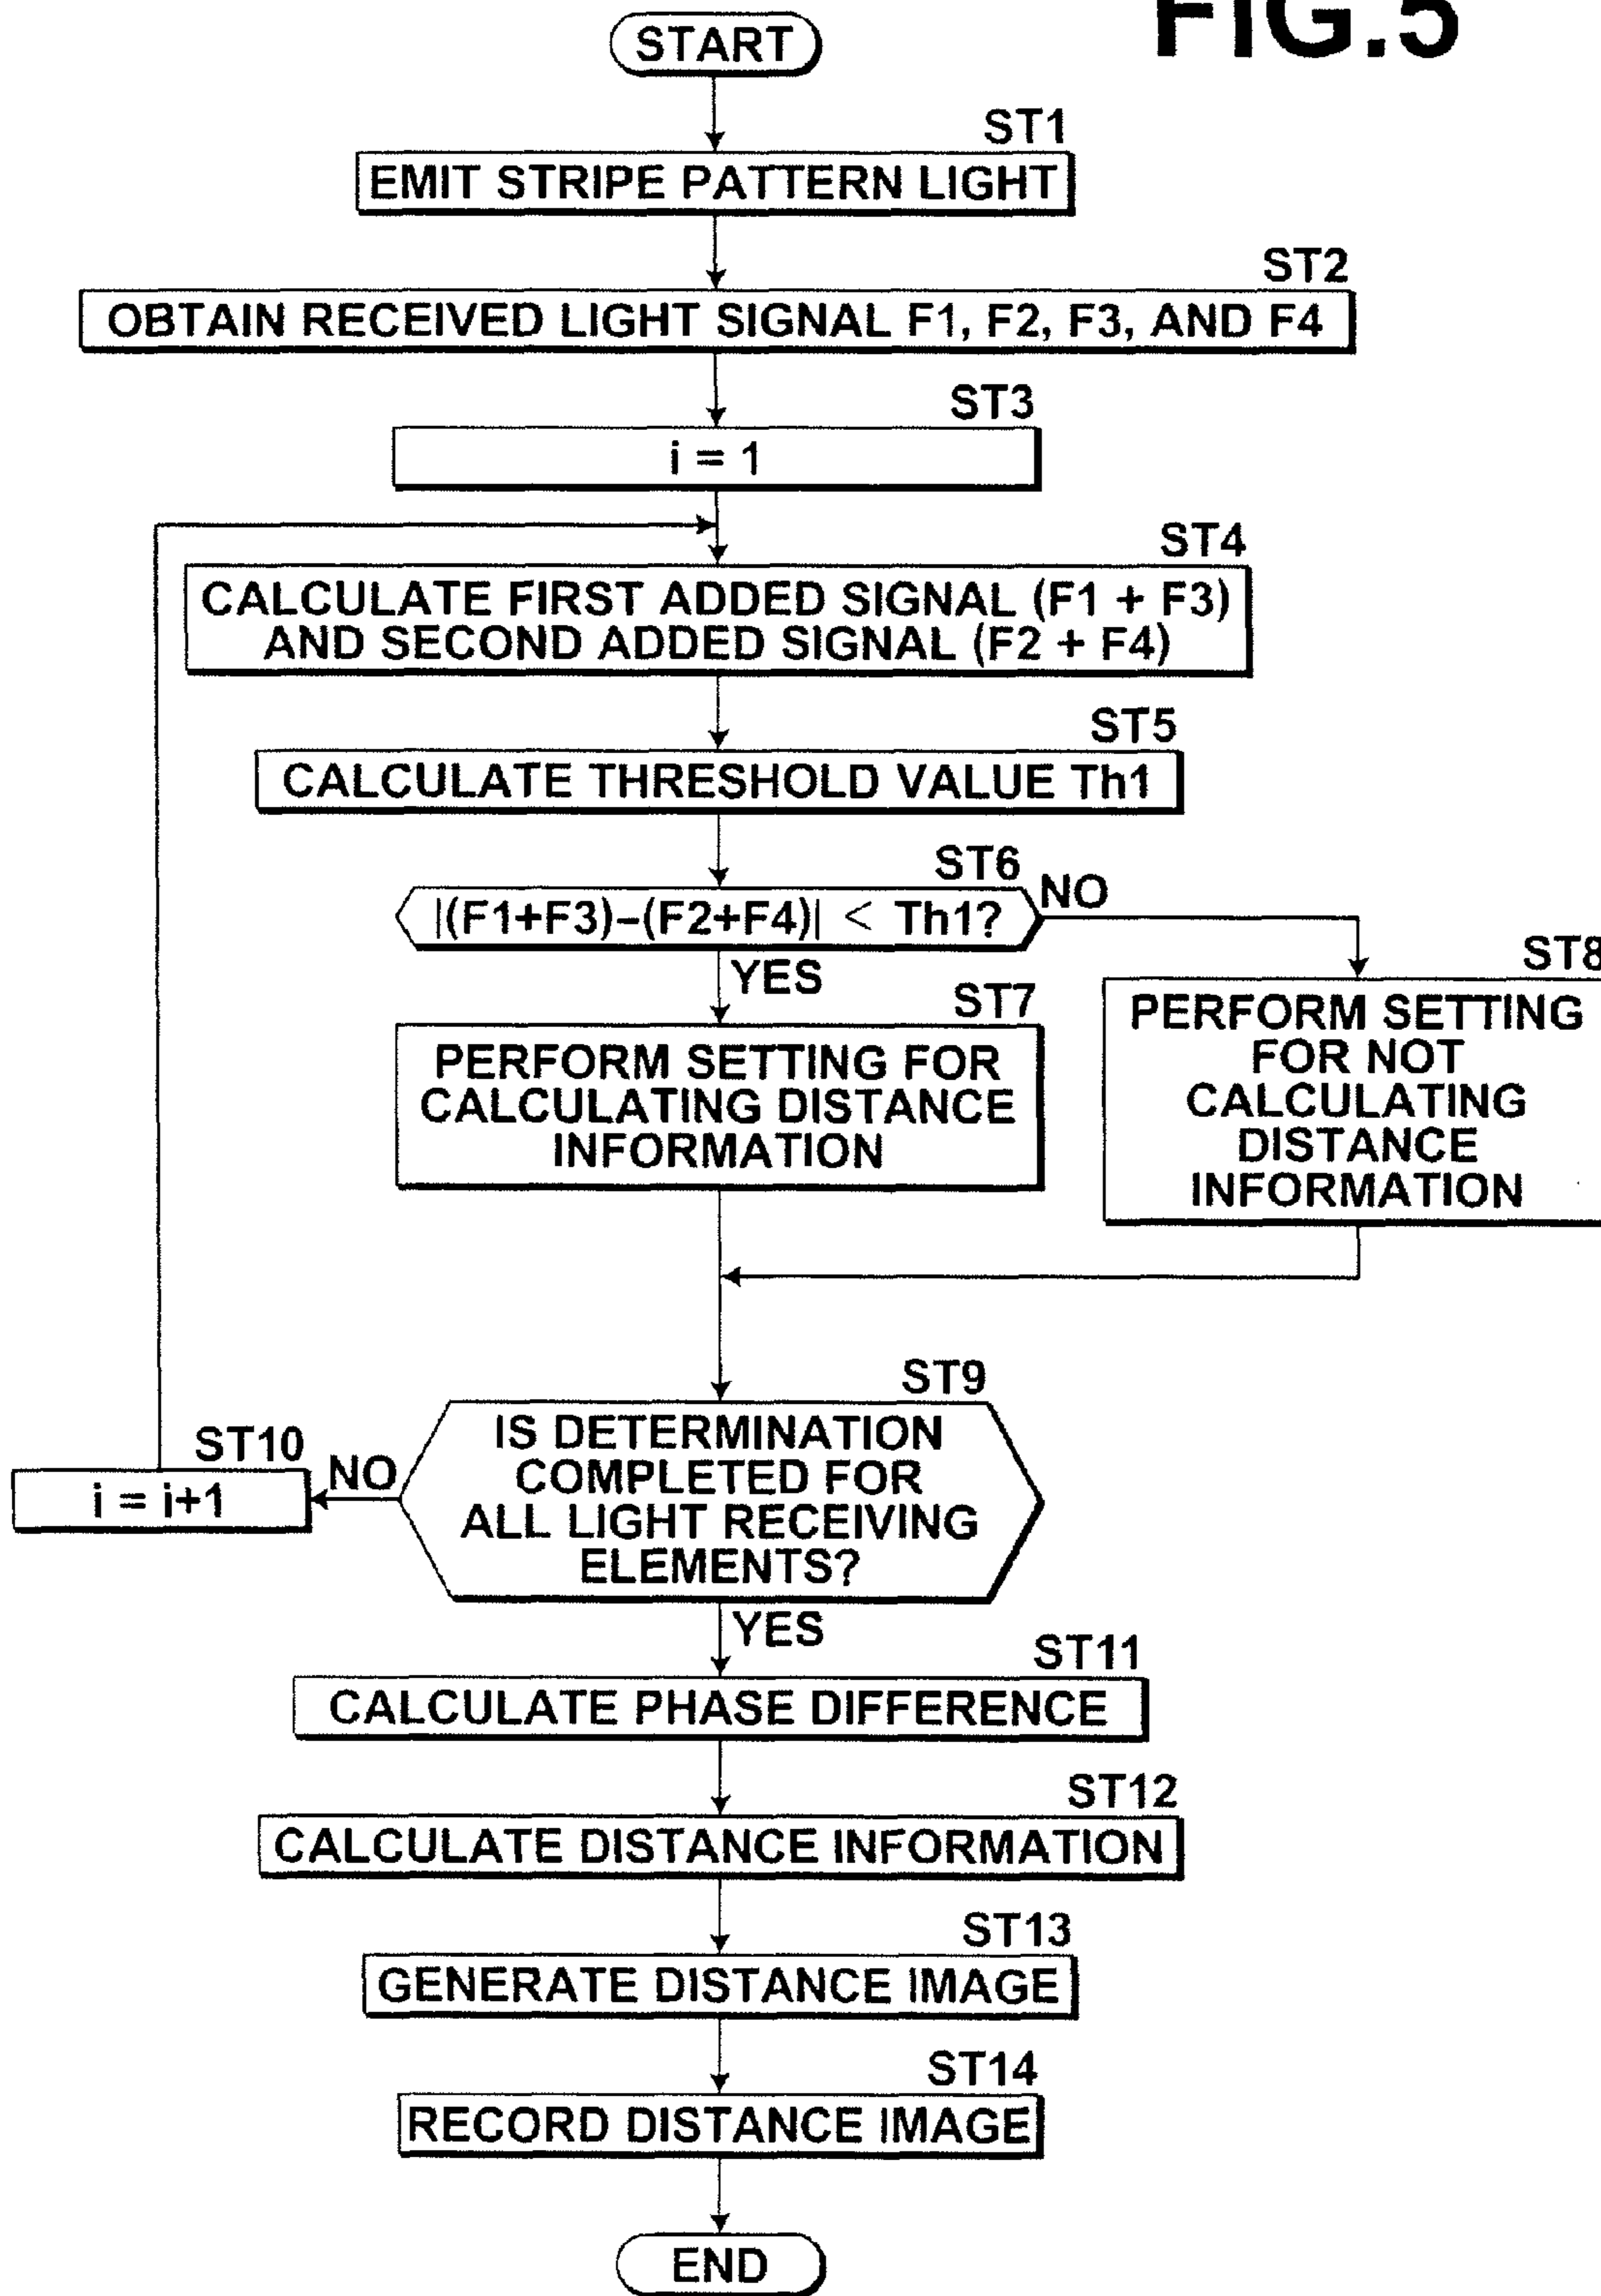 FIG.5
START
ST1
EMIT STRIPE PATTERN LIGHT
ST2
OBTAIN RECEIVED LIGHT SIGNAL F1, F2, F3, AND F4
ST3
i = 1
ST4
CALCULATE FIRST ADDED SIGNAL (F1 + F3)
AND SECOND ADDED SIGNAL (F2 + F4)
ST5
CALCULATE THRESHOLD VALUE Th1
ST6
|(F1+F3)-(F2+F4)| < Th1?
NO
YES
ST7
PERFORM SETTING FOR
CALCULATING DISTANCE
INFORMATION
ST8
PERFORM SETTING
FOR NOT
CALCULATING
DISTANCE
INFORMATION
ST9
IS DETERMINATION
COMPLETED FOR
ALL LIGHT RECEIVING
ELEMENTS?
NO
ST10
i = i+1
YES
ST11
CALCULATE PHASE DIFFERENCE
ST12
CALCULATE DISTANCE INFORMATION
ST13
GENERATE DISTANCE IMAGE
ST14
RECORD DISTANCE IMAGE
END